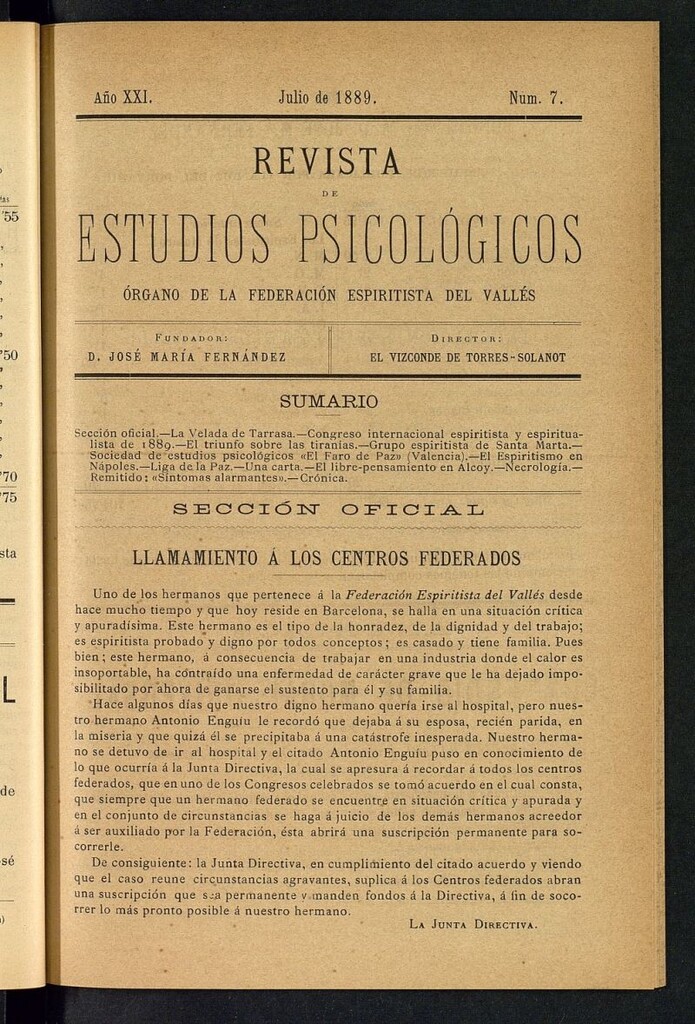 Año XXI. Julio de 1889. Num. 7.
REVISTA
DE
ESTUDIOS PSICOLÓGICOS
ÓRGANO DE LA FEDERACIÓN ESPIRITISTA DEL VALLÉS
FUNDADOR:
D. JOSÉ MARÍA FERNÁNDEZ
DIRECTOR:
EL VIZCONDE DE TORRES-SOLANOT
SUMARIO
Sección oficial.—La Velada de Tarrasa.—Congreso internacional espiritista y espiritua-
lista de 1889.—El triunfo sobre las tiranías.—Grupo espiritista de Santa Marta.—
Sociedad de estudios psicológicos «El Faro de Paz» (Valencia).—El Espiritismo en
Nápoles.—Liga de la Paz.—Una carta.—El libre-pensamiento en Alcoy.—Necrología.—
Remitido: «Síntomas alarmantes».—Crónica.
SECCIÓN OFICIAL
LLAMAMIENTO Á LOS CENTROS FEDERADOS
Uno de los hermanos que pertenece á la Federación Espiritista del Vallés desde
hace mucho tiempo y que hoy reside en Barcelona, se halla en una situación crítica
y apuradísima. Este hermano es el tipo de la honradez, de la dignidad y del trabajo;
es espiritista probado y digno por todos conceptos; es casado y tiene familia. Pues
bien; este hermano, á consecuencia de trabajar en una industria donde el calor es
insoportable, ha contraído una enfermedad de carácter grave que le ha dejado impo-
sibilitado por ahora de ganarse el sustento para él y su familia.
Hace algunos días que nuestro digno hermano quería irse al hospital, pero nues-
tro hermano Antonio Enguíu le recordó que dejaba á su esposa, recién parida, en
la miseria y que quizá él se precipitaba á una catástrofe inesperada. Nuestro herma-
no se detuvo de ir al hospital y el citado Antonio Enguíu puso en conocimiento de
lo que ocurría á la Junta Directiva, la cual se apresura á recordar á todos los centros
federados, que en uno de los Congresos celebrados se tomó acuerdo en el cual consta,
que siempre que un hermano federado se encuentre en situación crítica y apurada y
en el conjunto de circunstancias se haga á juicio de los demás hermanos acreedor
á ser auxiliado por la Federación, ésta abrirá una suscripción permanente para so-
correrle.
De consiguiente: la Junta Directiva, en cumplimiento del citado acuerdo y viendo
que el caso reune circunstancias agravantes, suplica á los Centros federados abran
una suscripción que sea permanente y manden fondos á la Directiva, á fin de soco-
rrer lo más pronto posible á nuestro hermano.
LA JUNTA DIRECTIVA.